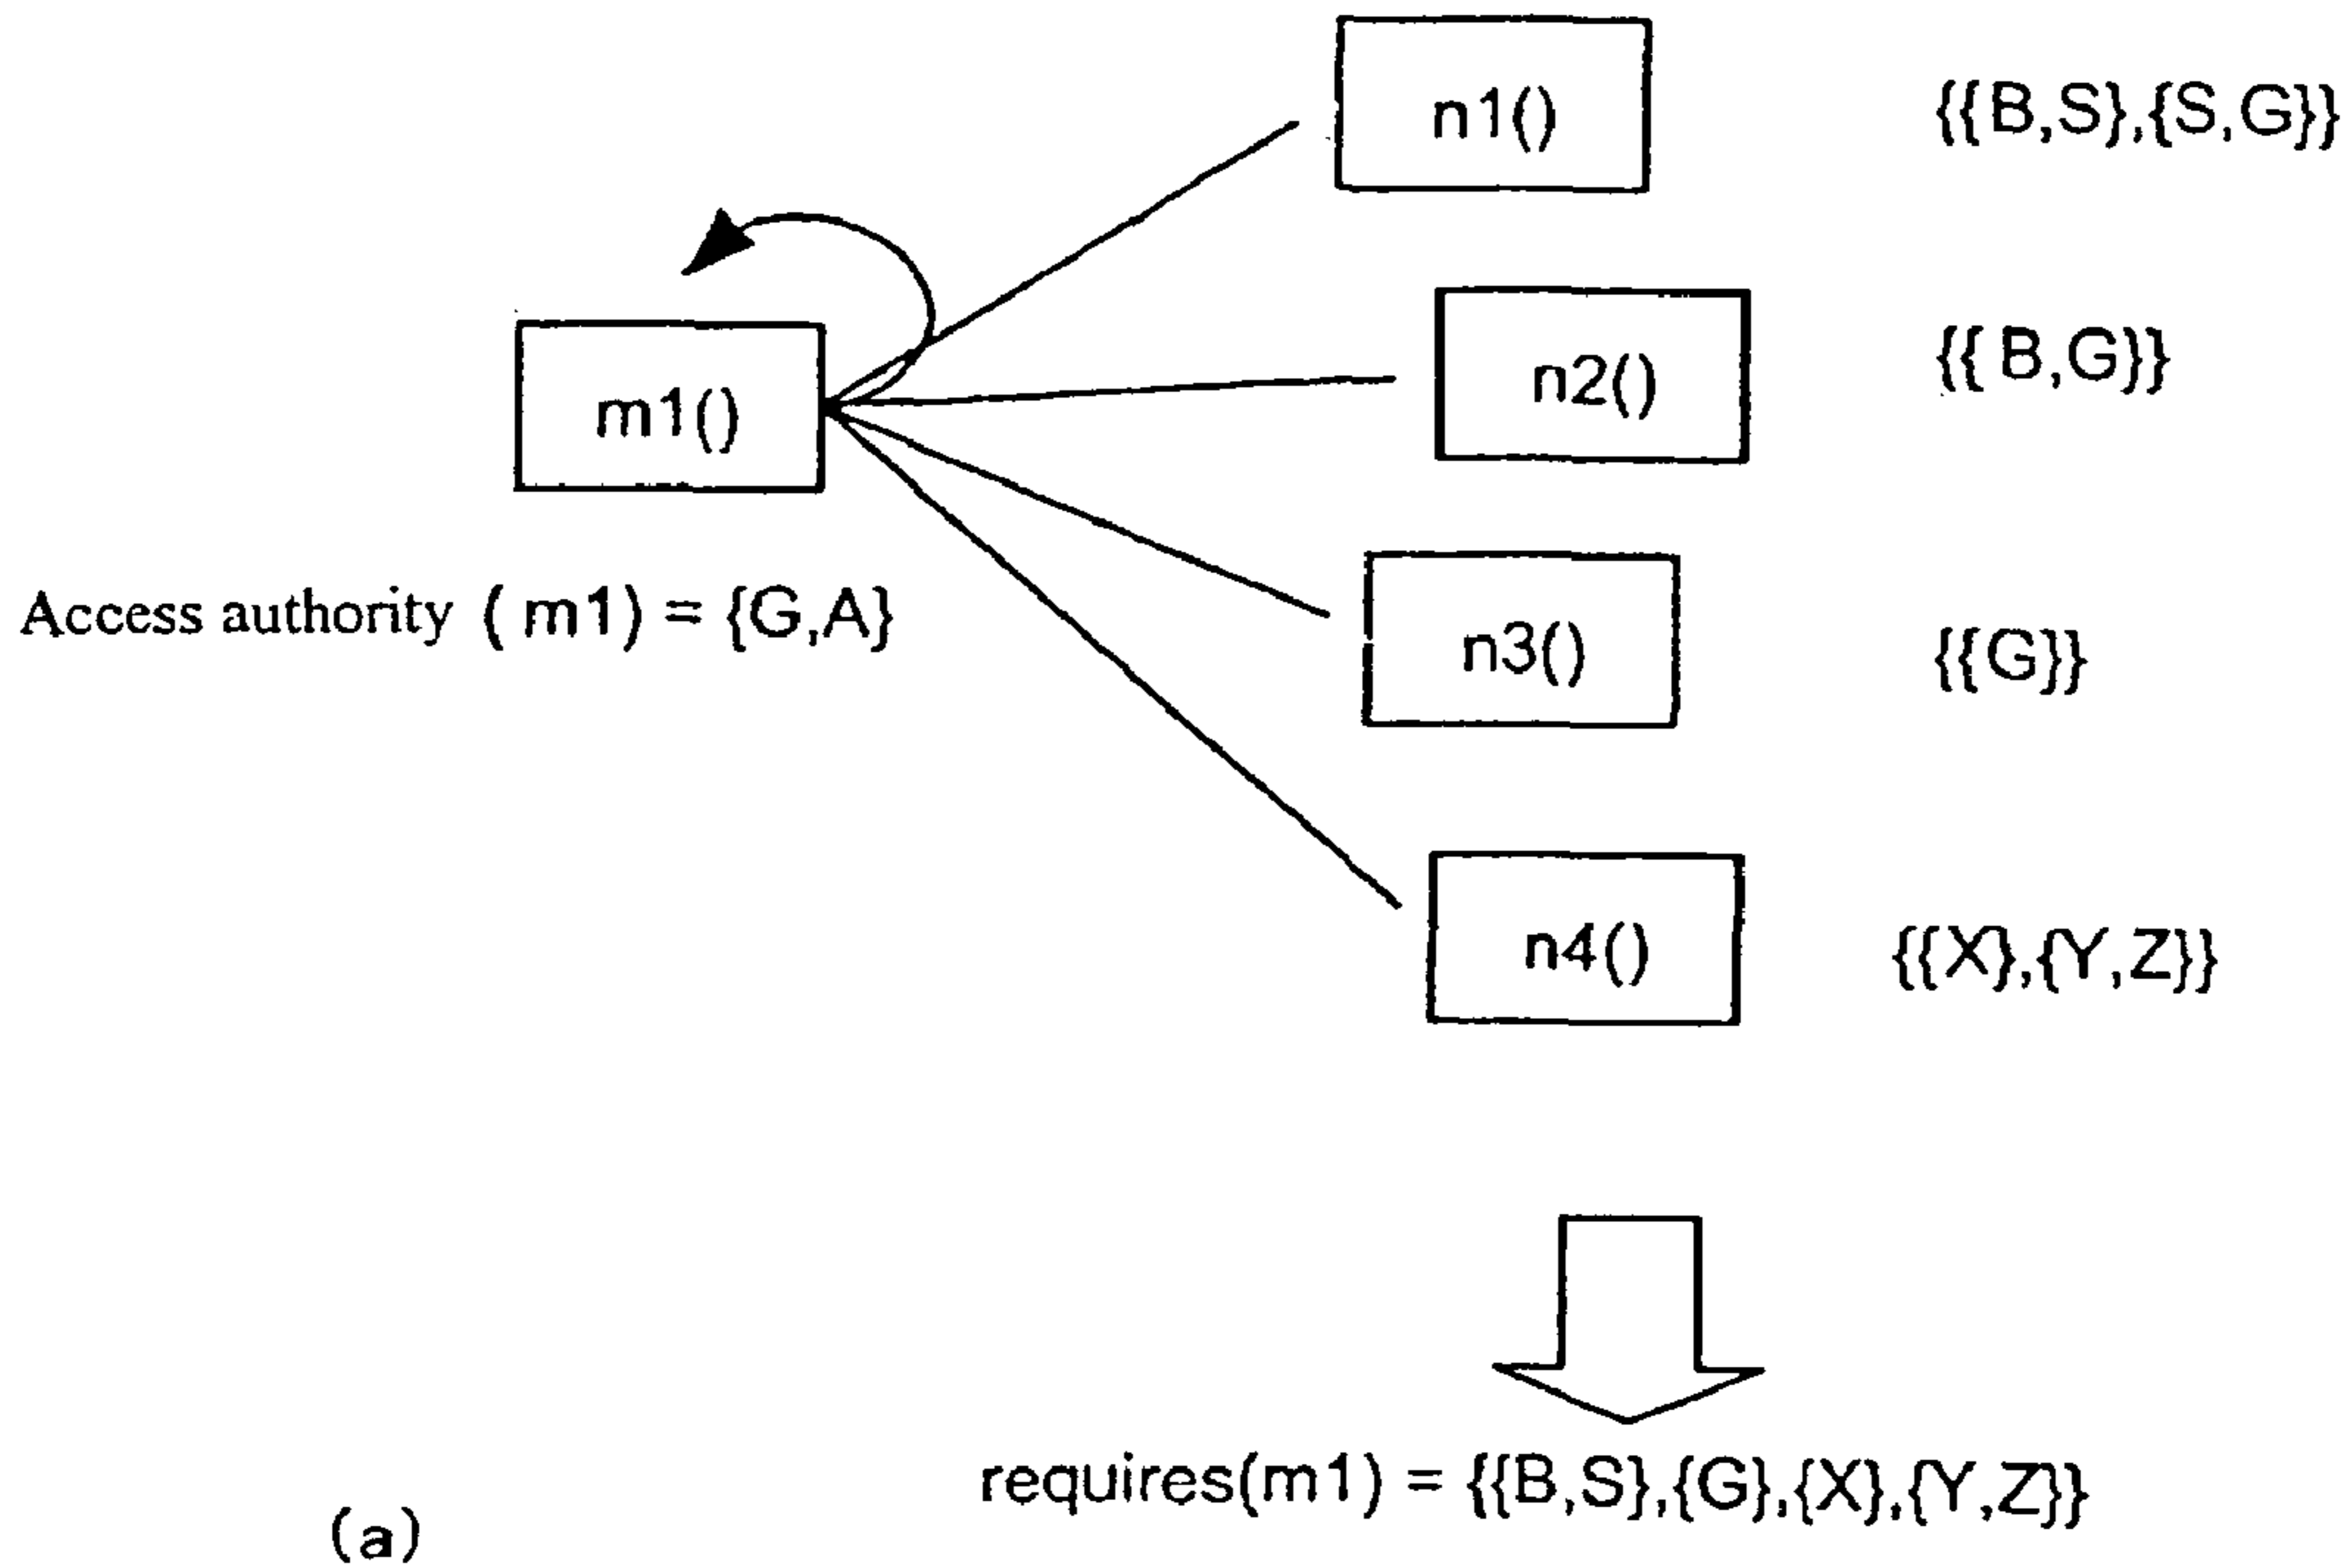 n1()
{{B,S},{S,G}}
n2()
{{ B,G}}
m1()
Access authority ( m1) = {G,A}
n3()
{{G}}
n4()
{{X},{Y,Z}}
requires(m1) = {{B,S},{G},{X},{Y,Z}}
(a)